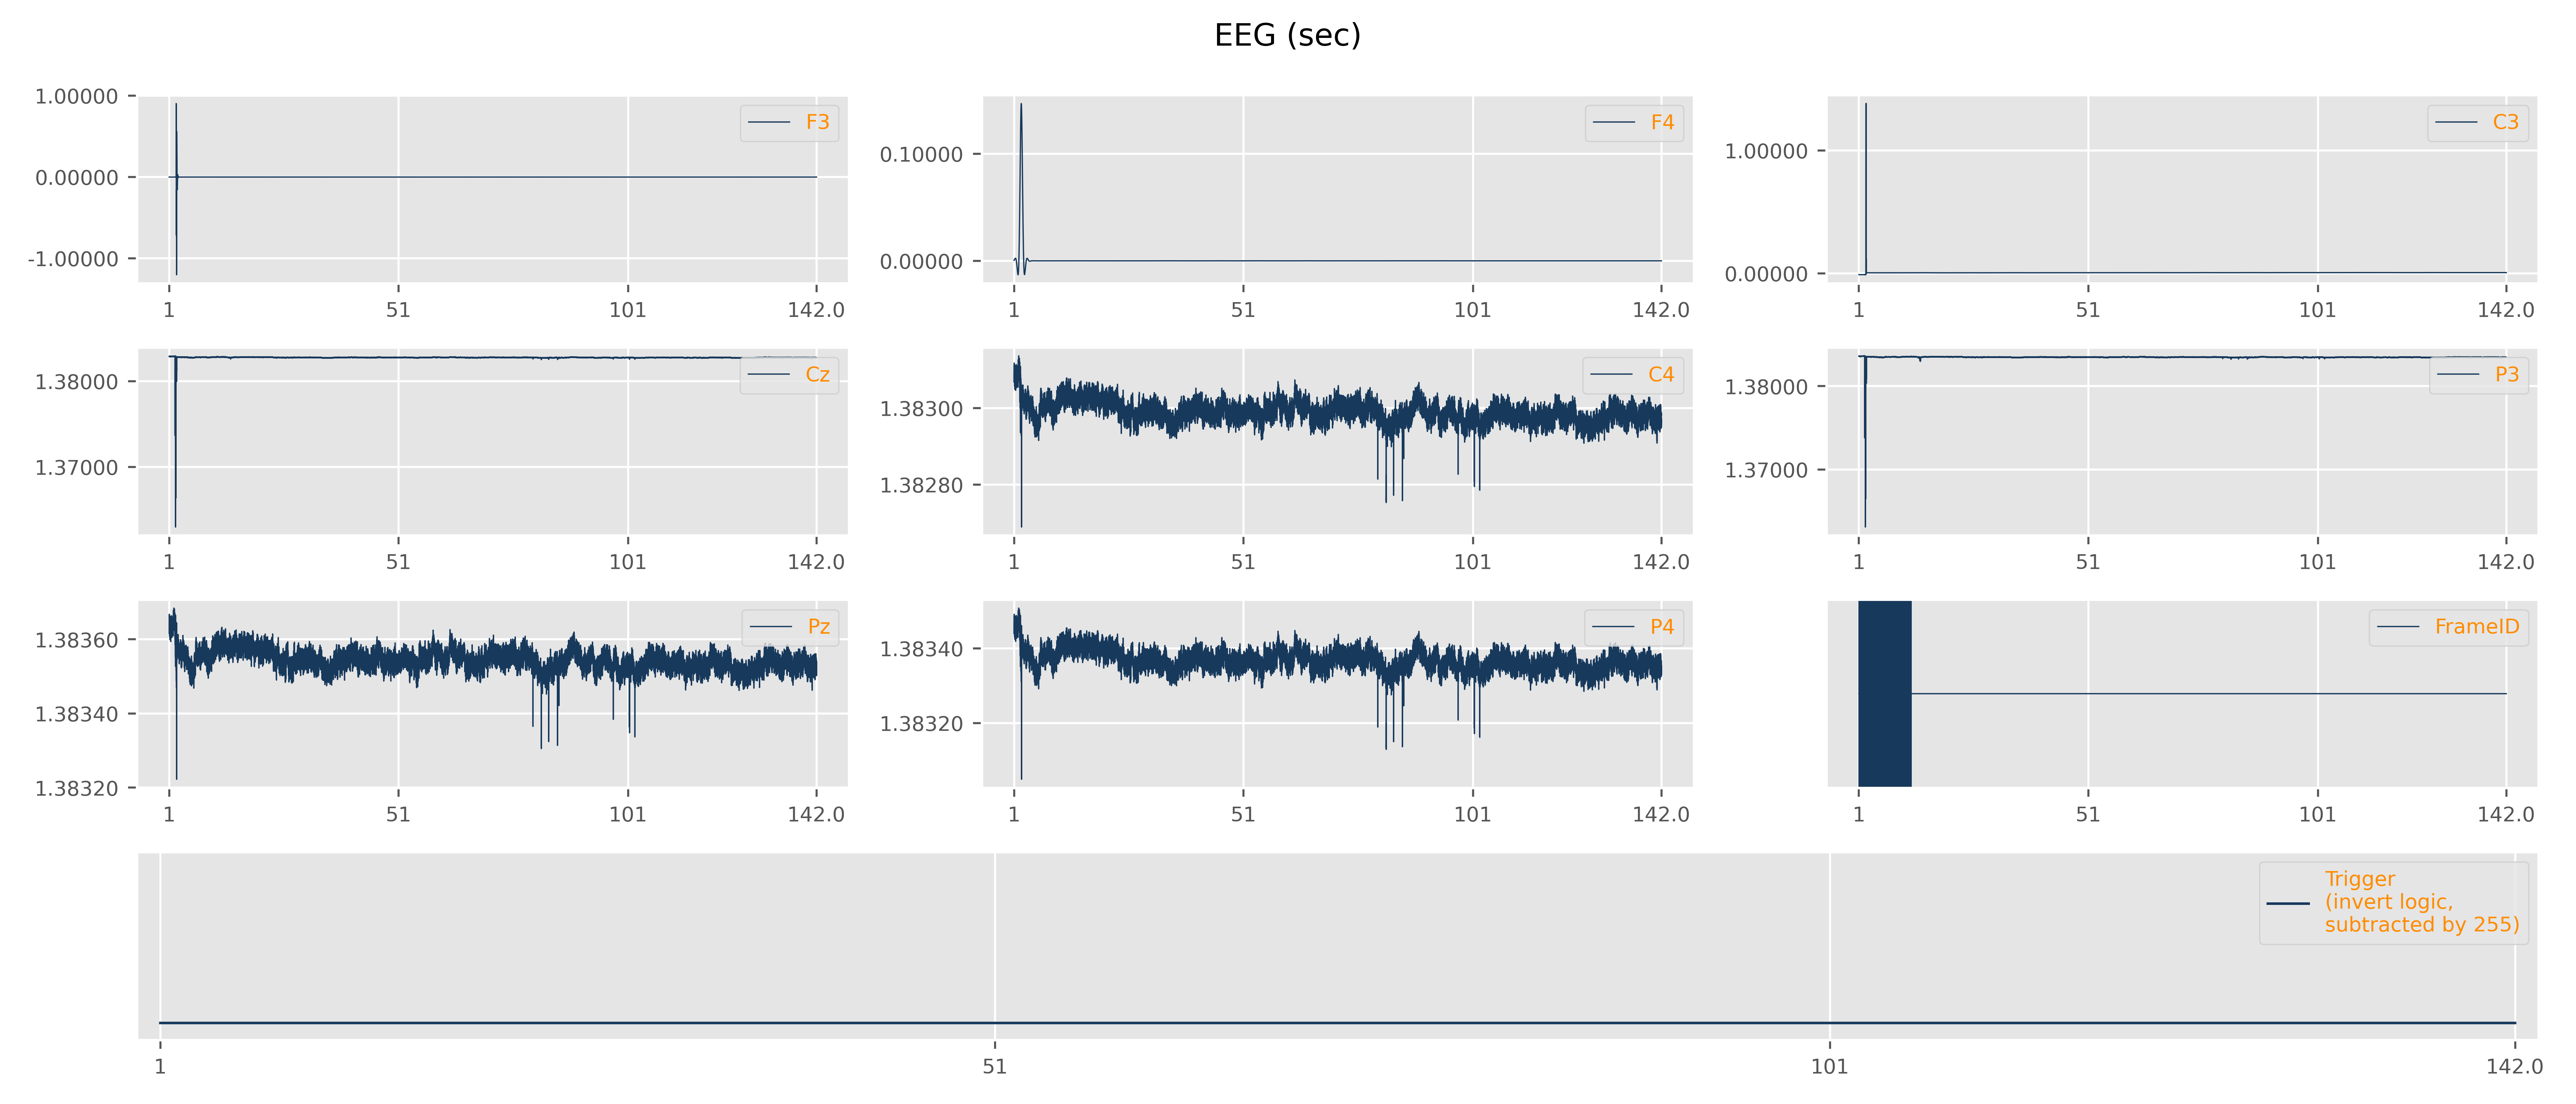 EEG (sec)
1.00000
0.00000
-1.00000
F3
1 51 101 142.0
0.10000
0.00000
F4
1 51 101 142.0
1.00000
0.00000
C3
1 51 101 142.0
1.38000
1.37000
Cz
1 51 101 142.0
1.38300
1.38280
C4
1 51 101 142.0
1.38000
1.37000
P3
1 51 101 142.0
1.38360
1.38340
1.38320
Pz
1 51 101 142.0
1.38340
1.38320
P4
1 51 101 142.0
FrameID
1 51 101 142.0
Trigger
(invert logic,
subtracted by 255)
1 51 101 142.0